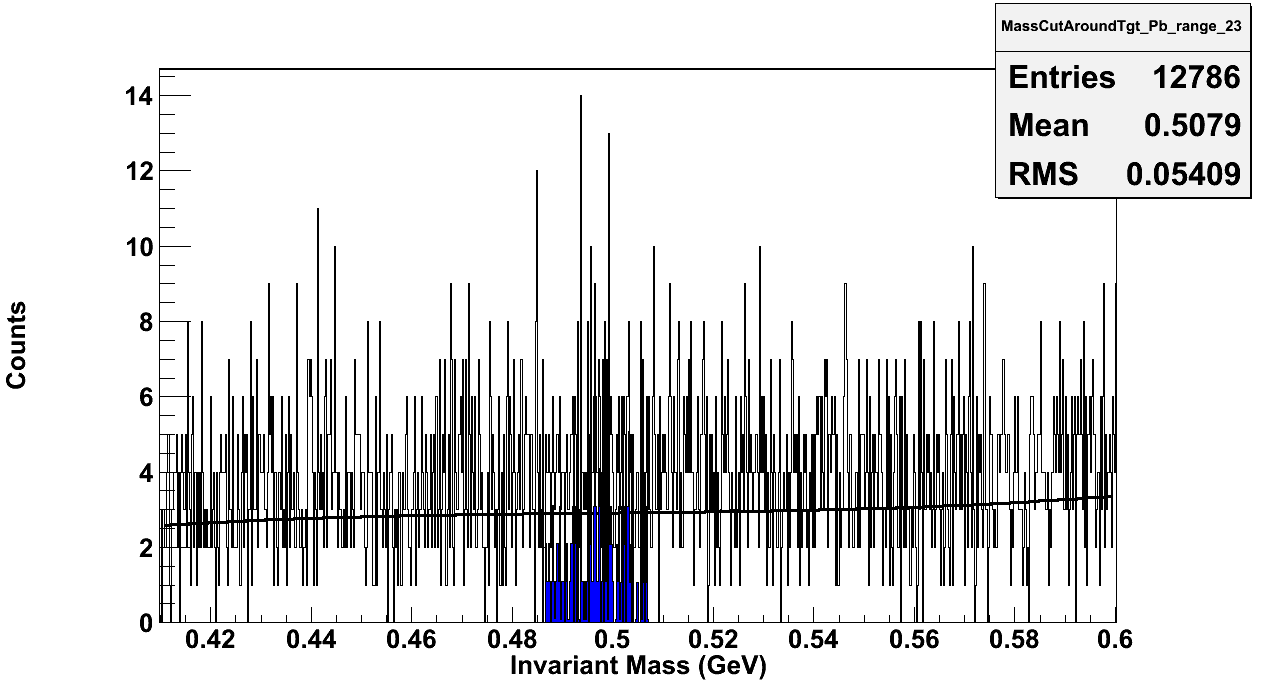 MassCutAroundTgt_Pb_range_23
Entries 12786
Mean 0.5079
RMS 0.05409
Counts
14
12
10
8
6
4
2
0
0.42 0.44 0.46 0.48 0.5 0.52 0.54 0.56 0.58 0.6
Invariant Mass (GeV)